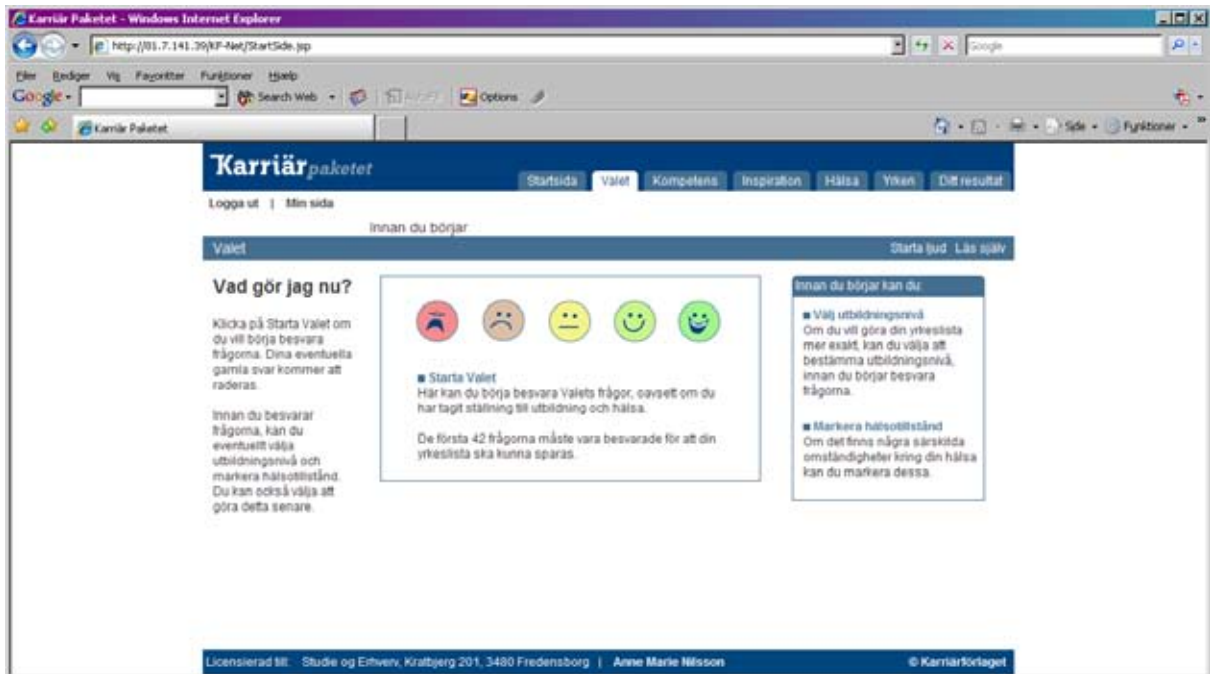 Karriär Paketet - Windows Internet Explorer
http://81.7.141.39/KF-Net/StartSide.jsp
Google
Filer Rediger Vis Favoritter Funktioner Hjælp
Google Search Web Options
Karriär Paketet Side Funktioner
Karriärpaketet
Startsida Valet Kompetens Inspiration Hälsa Yrken Ditt resultat
Logga ut | Min sida
Innan du börjar
Valet Starta ljud Läs själv
Vad gör jag nu?
Klicka på Starta Valet om
du vill börja besvara
frågorna. Dina eventuella
gamla svar kommer att
raderas.
Innan du besvarar
frågorna, kan du
eventuellt välja
utbildningsnivå och
markera hälsotillstånd.
Du kan också välja att
göra detta senare.
Starta Valet
Här kan du börja besvara Valets frågor, oavsett om du
har tagit ställning till utbildning och hälsa.
De första 42 frågorna måste vara besvarade för att din
yrkeslista ska kunna sparas.
Innan du börjar kan du:
Välj utbildningsnivå
Om du vill göra din yrkeslista
mer exakt, kan du välja att
bestämma utbildningsnivå,
innan du börjar besvara
frågorna.
Markera hälsotillstånd
Om det finns några särskilda
omständigheter kring din hälsa
kan du markera dessa.
Licensierad till: Studie og Erhverv, Kratbjerg 201, 3480 Fredensborg | Anne Marie Nilsson © Karriärförlaget